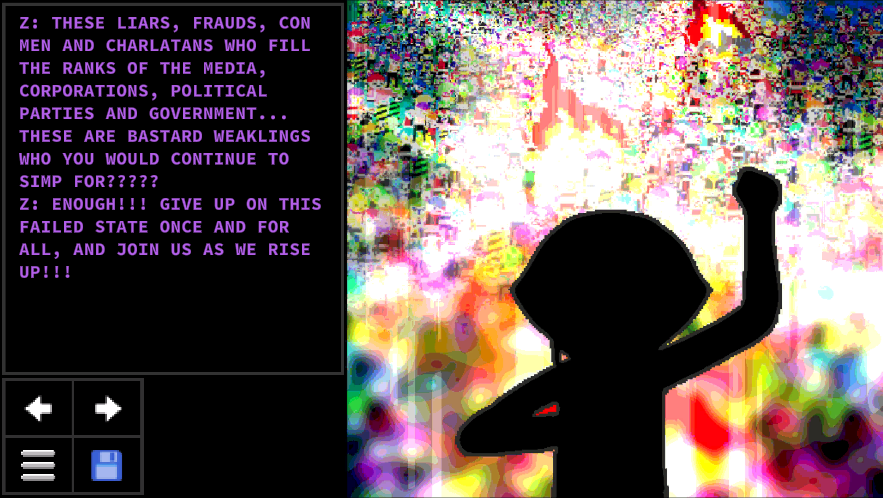 Z: THESE LIARS, FRAUDS, CON
MEN AND CHARLATANS WHO FILL
THE RANKS OF THE MEDIA,
CORPORATIONS, POLITICAL
PARTIES AND GOVERNMENT...
THESE ARE BASTARD WEAKLINGS
WHO YOU WOULD CONTINUE TO
SIMP FOR?????
Z: ENOUGH!!! GIVE UP ON THIS
FAILED STATE ONCE AND FOR
ALL, AND JOIN US AS WE RISE
UP!!!